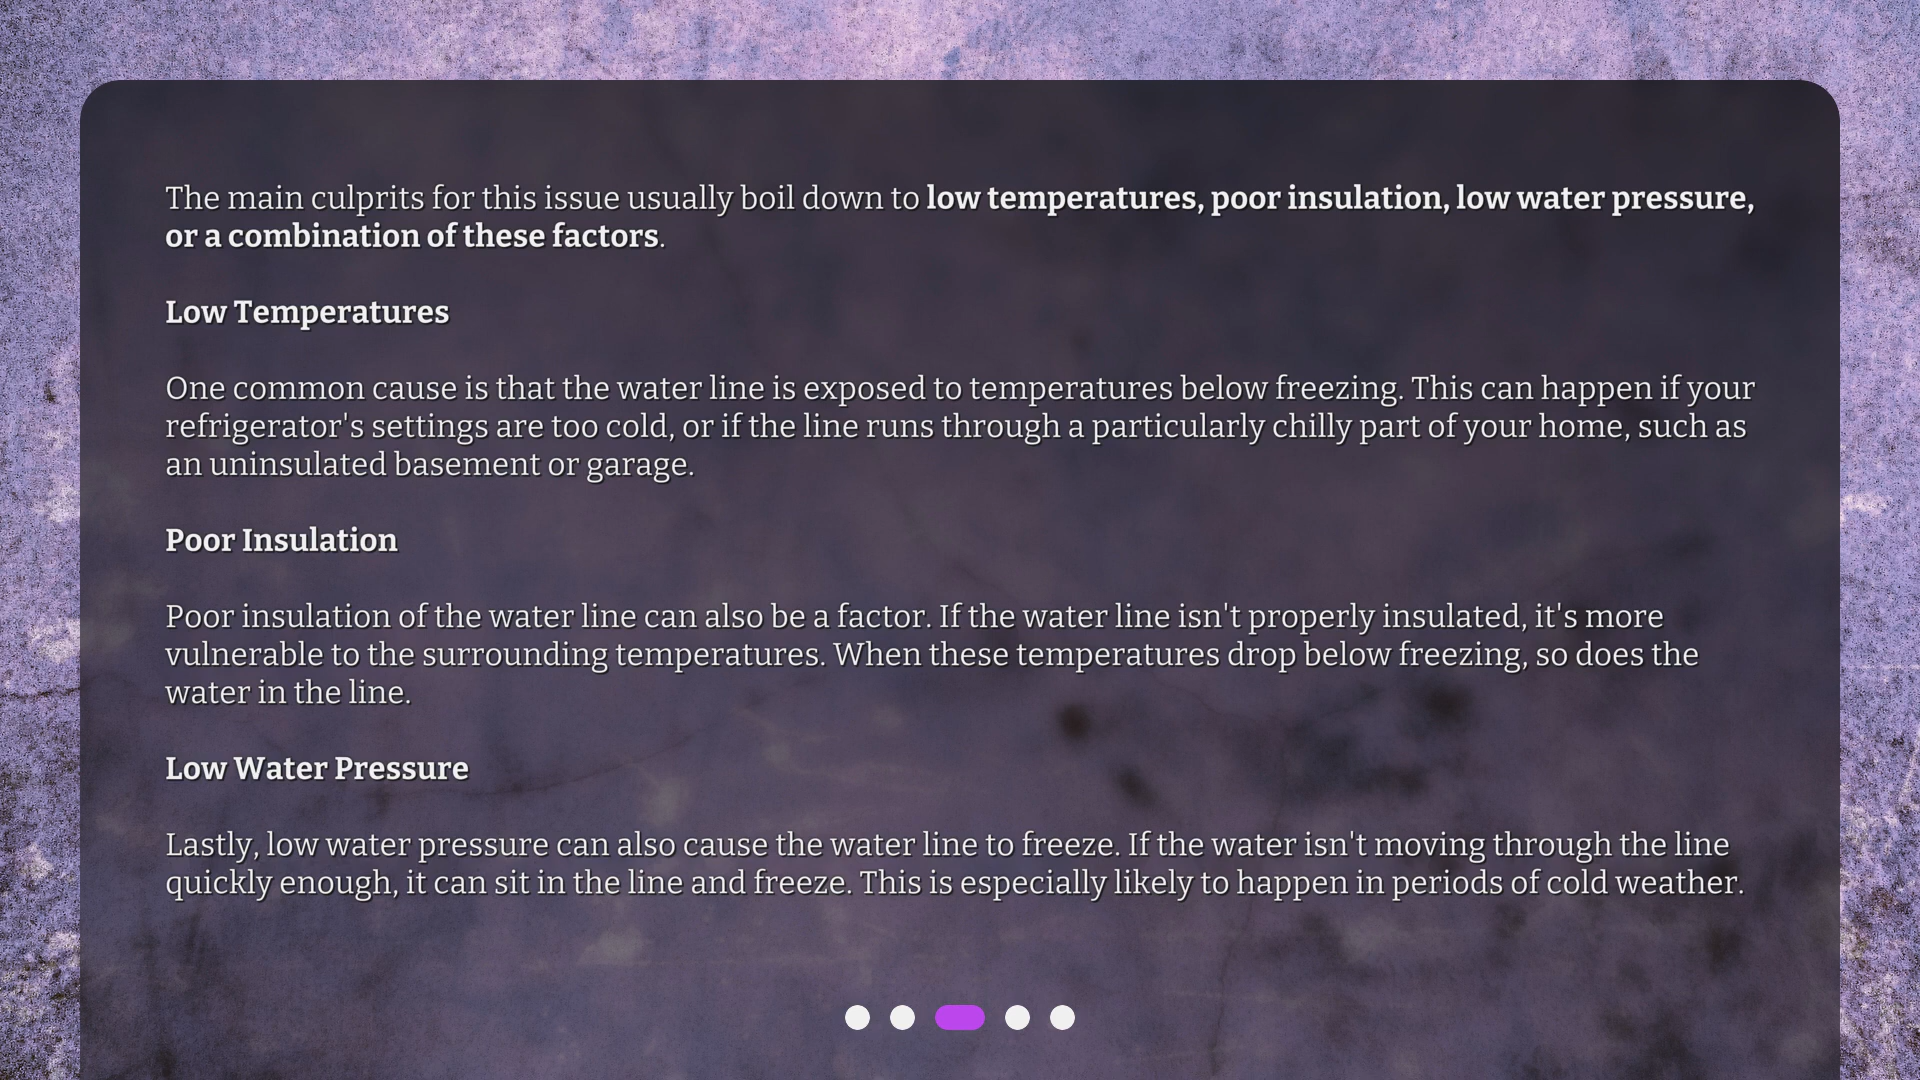 The main culprits for this issue usually boil down to low temperatures, poor insulation, low water pressure,
or a combination of these factors.
Low Temperatures
One common cause is that the water line is exposed to temperatures below freezing. This can happen if your
refrigerator's settings are too cold, or if the line runs through a particularly chilly part of your home, such as
an uninsulated basement or garage.
Poor Insulation
Poor insulation of the water line can also be a factor. If the water line isn't properly insulated, it's more
vulnerable to the surrounding temperatures. When these temperatures drop below freezing, so does the
water in the line.
Low Water Pressure
Lastly, low water pressure can also cause the water line to freeze. If the water isn't moving through the line
quickly enough, it can sit in the line and freeze. This is especially likely to happen in periods of cold weather.